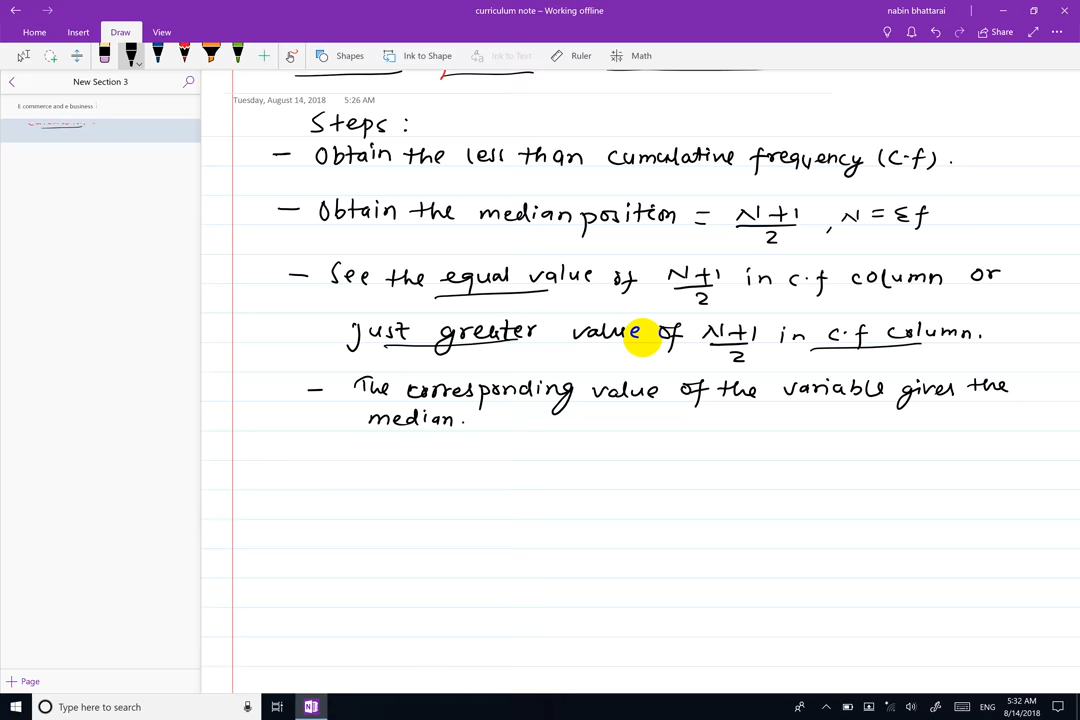 curriculum note – Working offline
nabin bhattarai
Home Insert Draw View
Share
Shapes Ink to Shape Ink to Text Ruler Math
New Section 3
E commerce and e business
Tuesday, August 14, 2018 5:26 AM
Steps :
– Obtain the less than cumulative frequency (c.f) .
– Obtain the median position = N+1/2 , N = Σf
– See the equal value of N+1/2 in c.f column or
just greater value of N+1/2 in c.f column.
– The corresponding value of the variable gives the
median.
+ Page
Type here to search
ENG
5:32 AM
8/14/2018